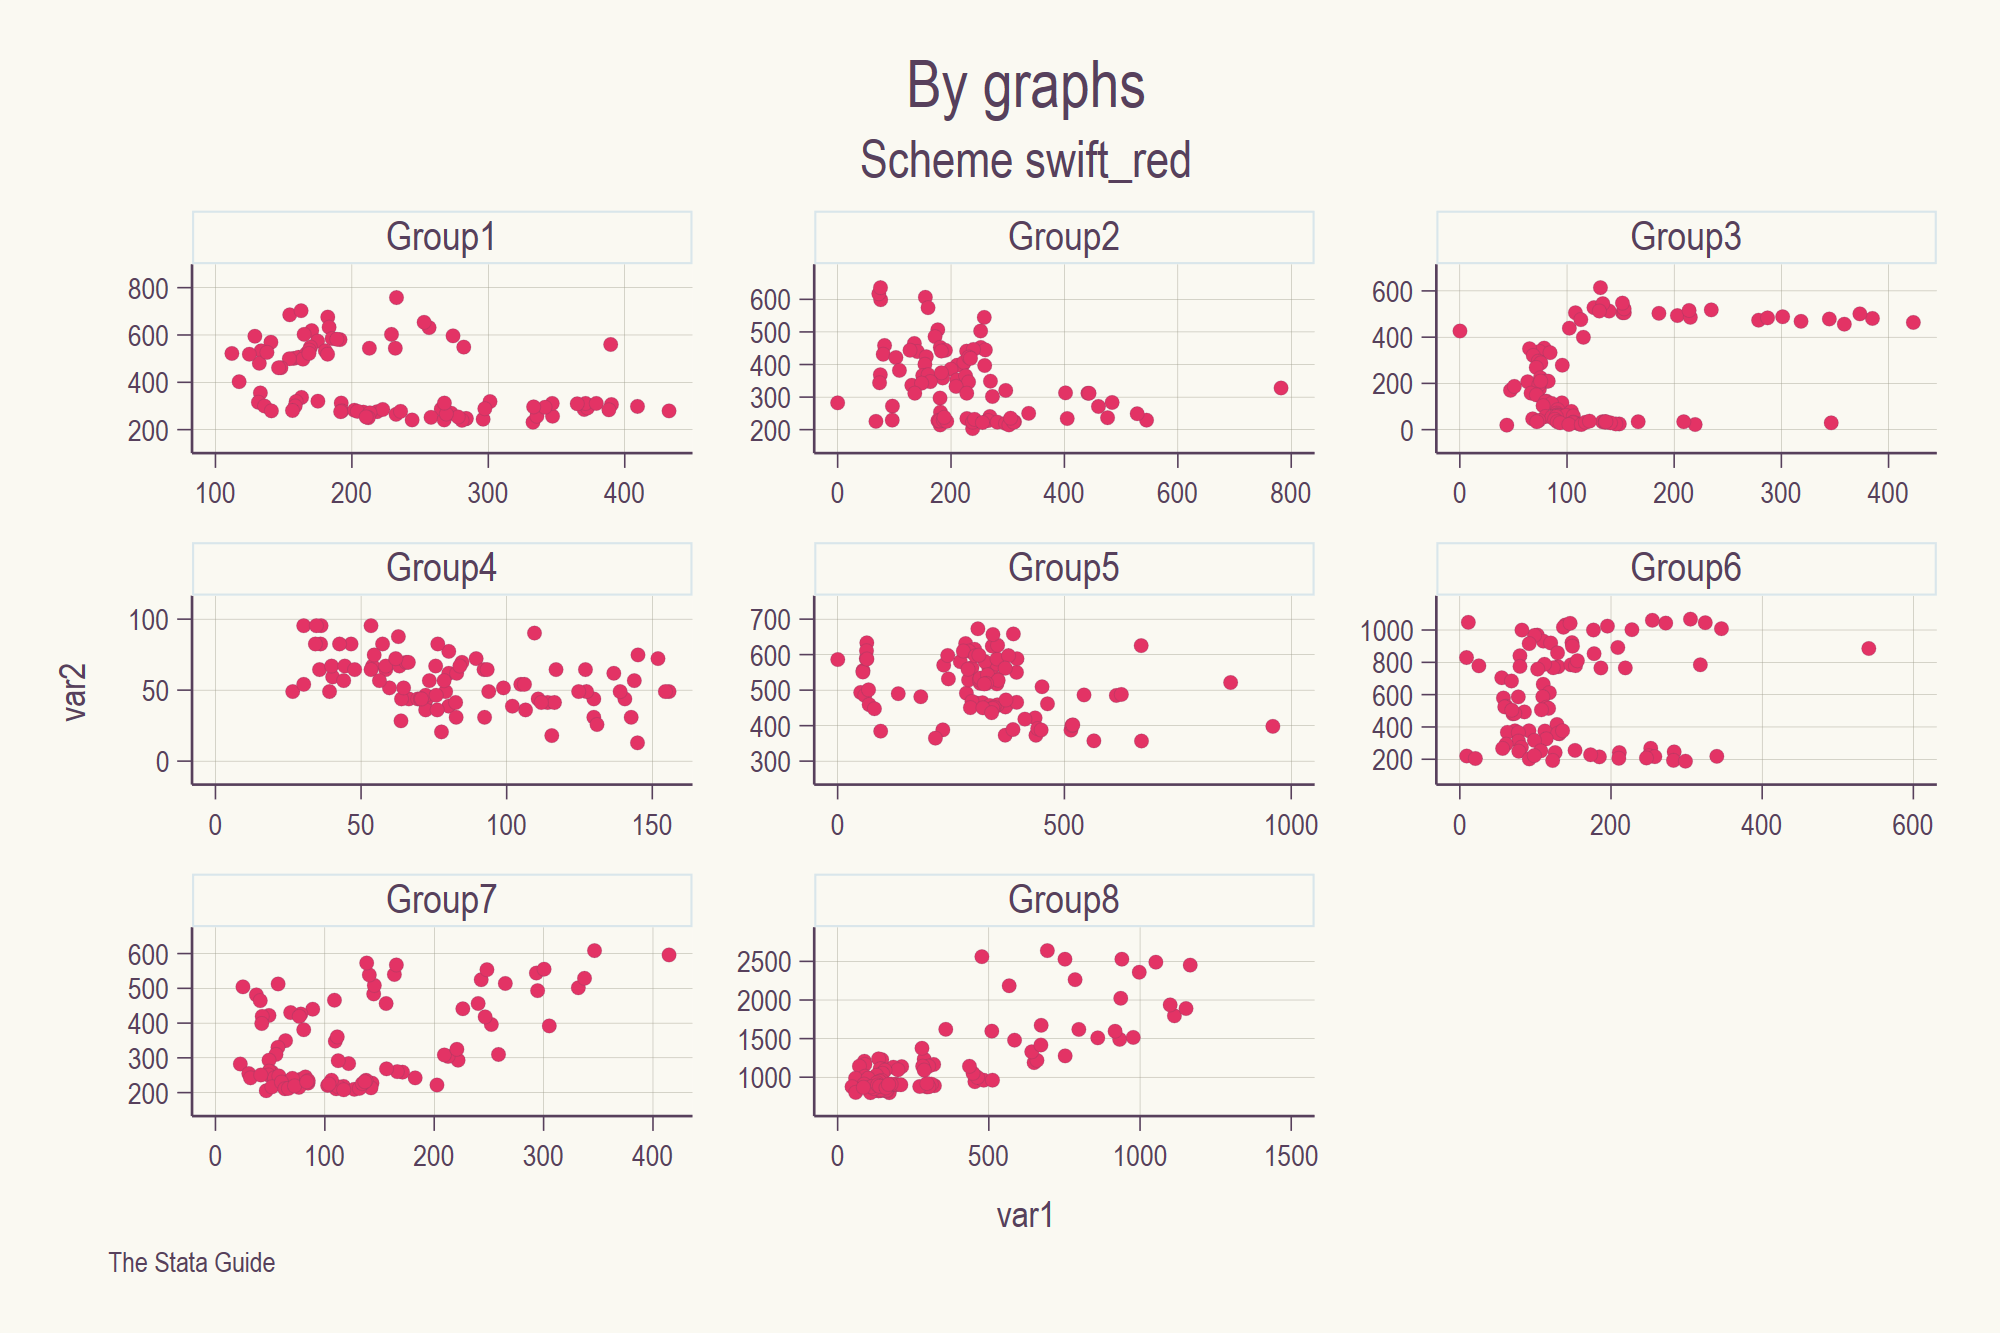 By graphs
Scheme swift_red
Group1
Group2
Group3
800
600
400
200
100 200 300 400
600
500
400
300
200
0 200 400 600 800
600
400
200
0
0 100 200 300 400
Group4
Group5
Group6
100
50
0
0 50 100 150
700
600
500
400
300
0 500 1000
1000
800
600
400
200
0 200 400 600
Group7
Group8
600
500
400
300
200
0 100 200 300 400
2500
2000
1500
1000
0 500 1000 1500
var2
var1
The Stata Guide